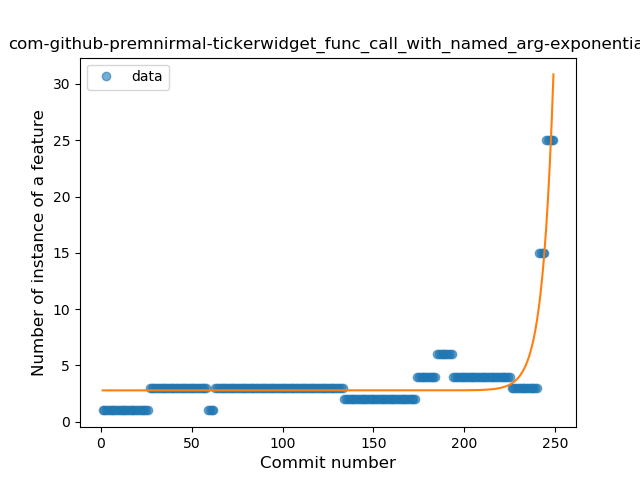 com-github-premnirmal-tickerwidget_func_call_with_named_arg-exponentia
data
Number of instance of a feature
30
25
20
15
10
5
0
0 50 100 150 200 250
Commit number